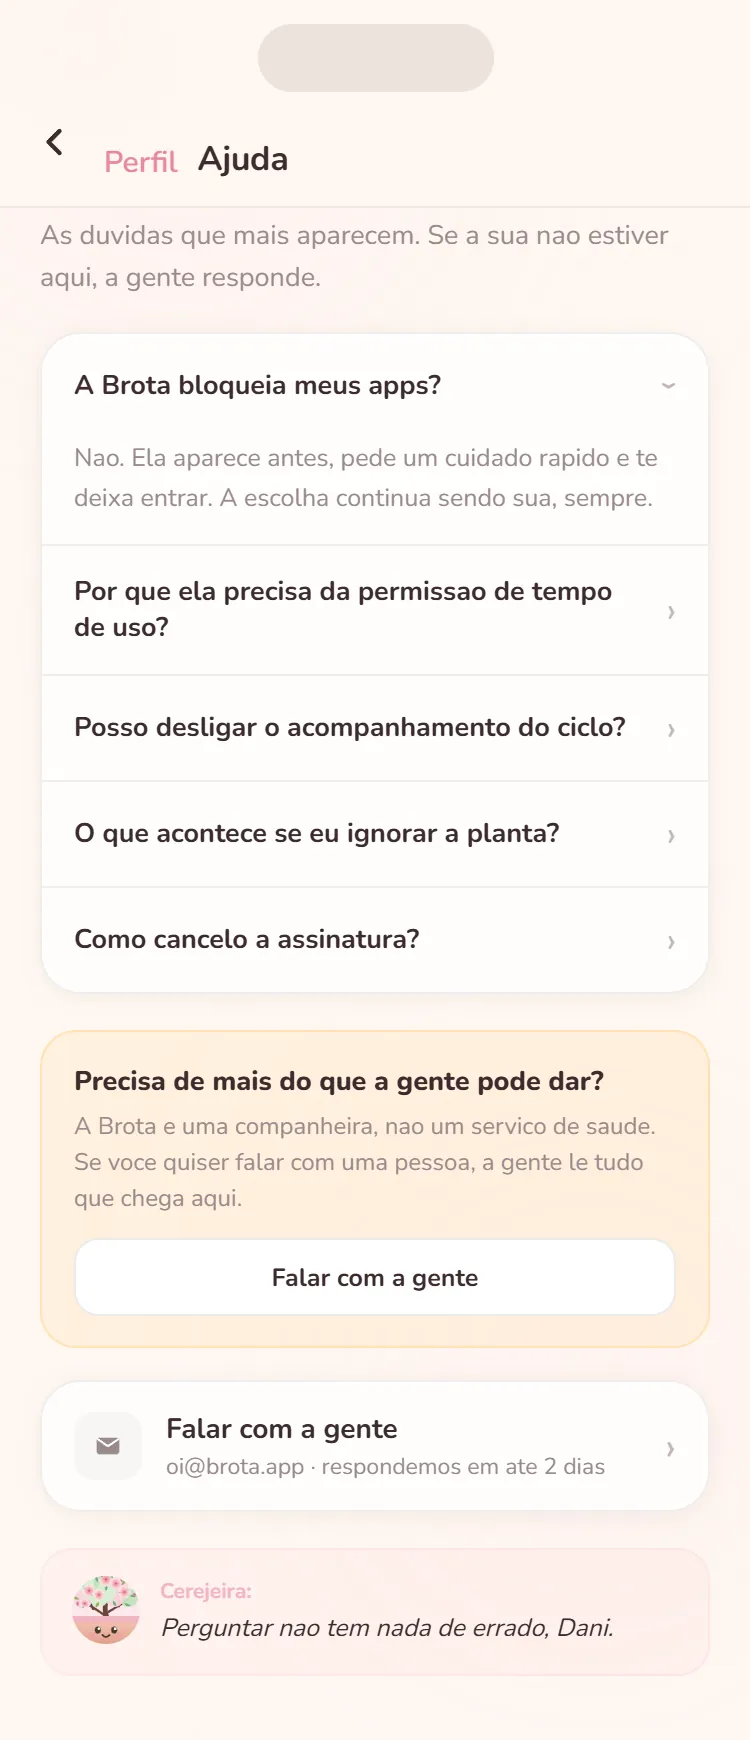 Perfil Ajuda
As duvidas que mais aparecem. Se a sua nao estiver
aqui, a gente responde.
A Brota bloqueia meus apps?
Nao. Ela aparece antes, pede um cuidado rapido e te
deixa entrar. A escolha continua sendo sua, sempre.
Por que ela precisa da permissao de tempo
de uso?
Posso desligar o acompanhamento do ciclo?
O que acontece se eu ignorar a planta?
Como cancelo a assinatura?
Precisa de mais do que a gente pode dar?
A Brota e uma companheira, nao um servico de saude.
Se voce quiser falar com uma pessoa, a gente le tudo
que chega aqui.
Falar com a gente
Falar com a gente
oi@brota.app · respondemos em ate 2 dias
Cerejeira:
Perguntar nao tem nada de errado, Dani.